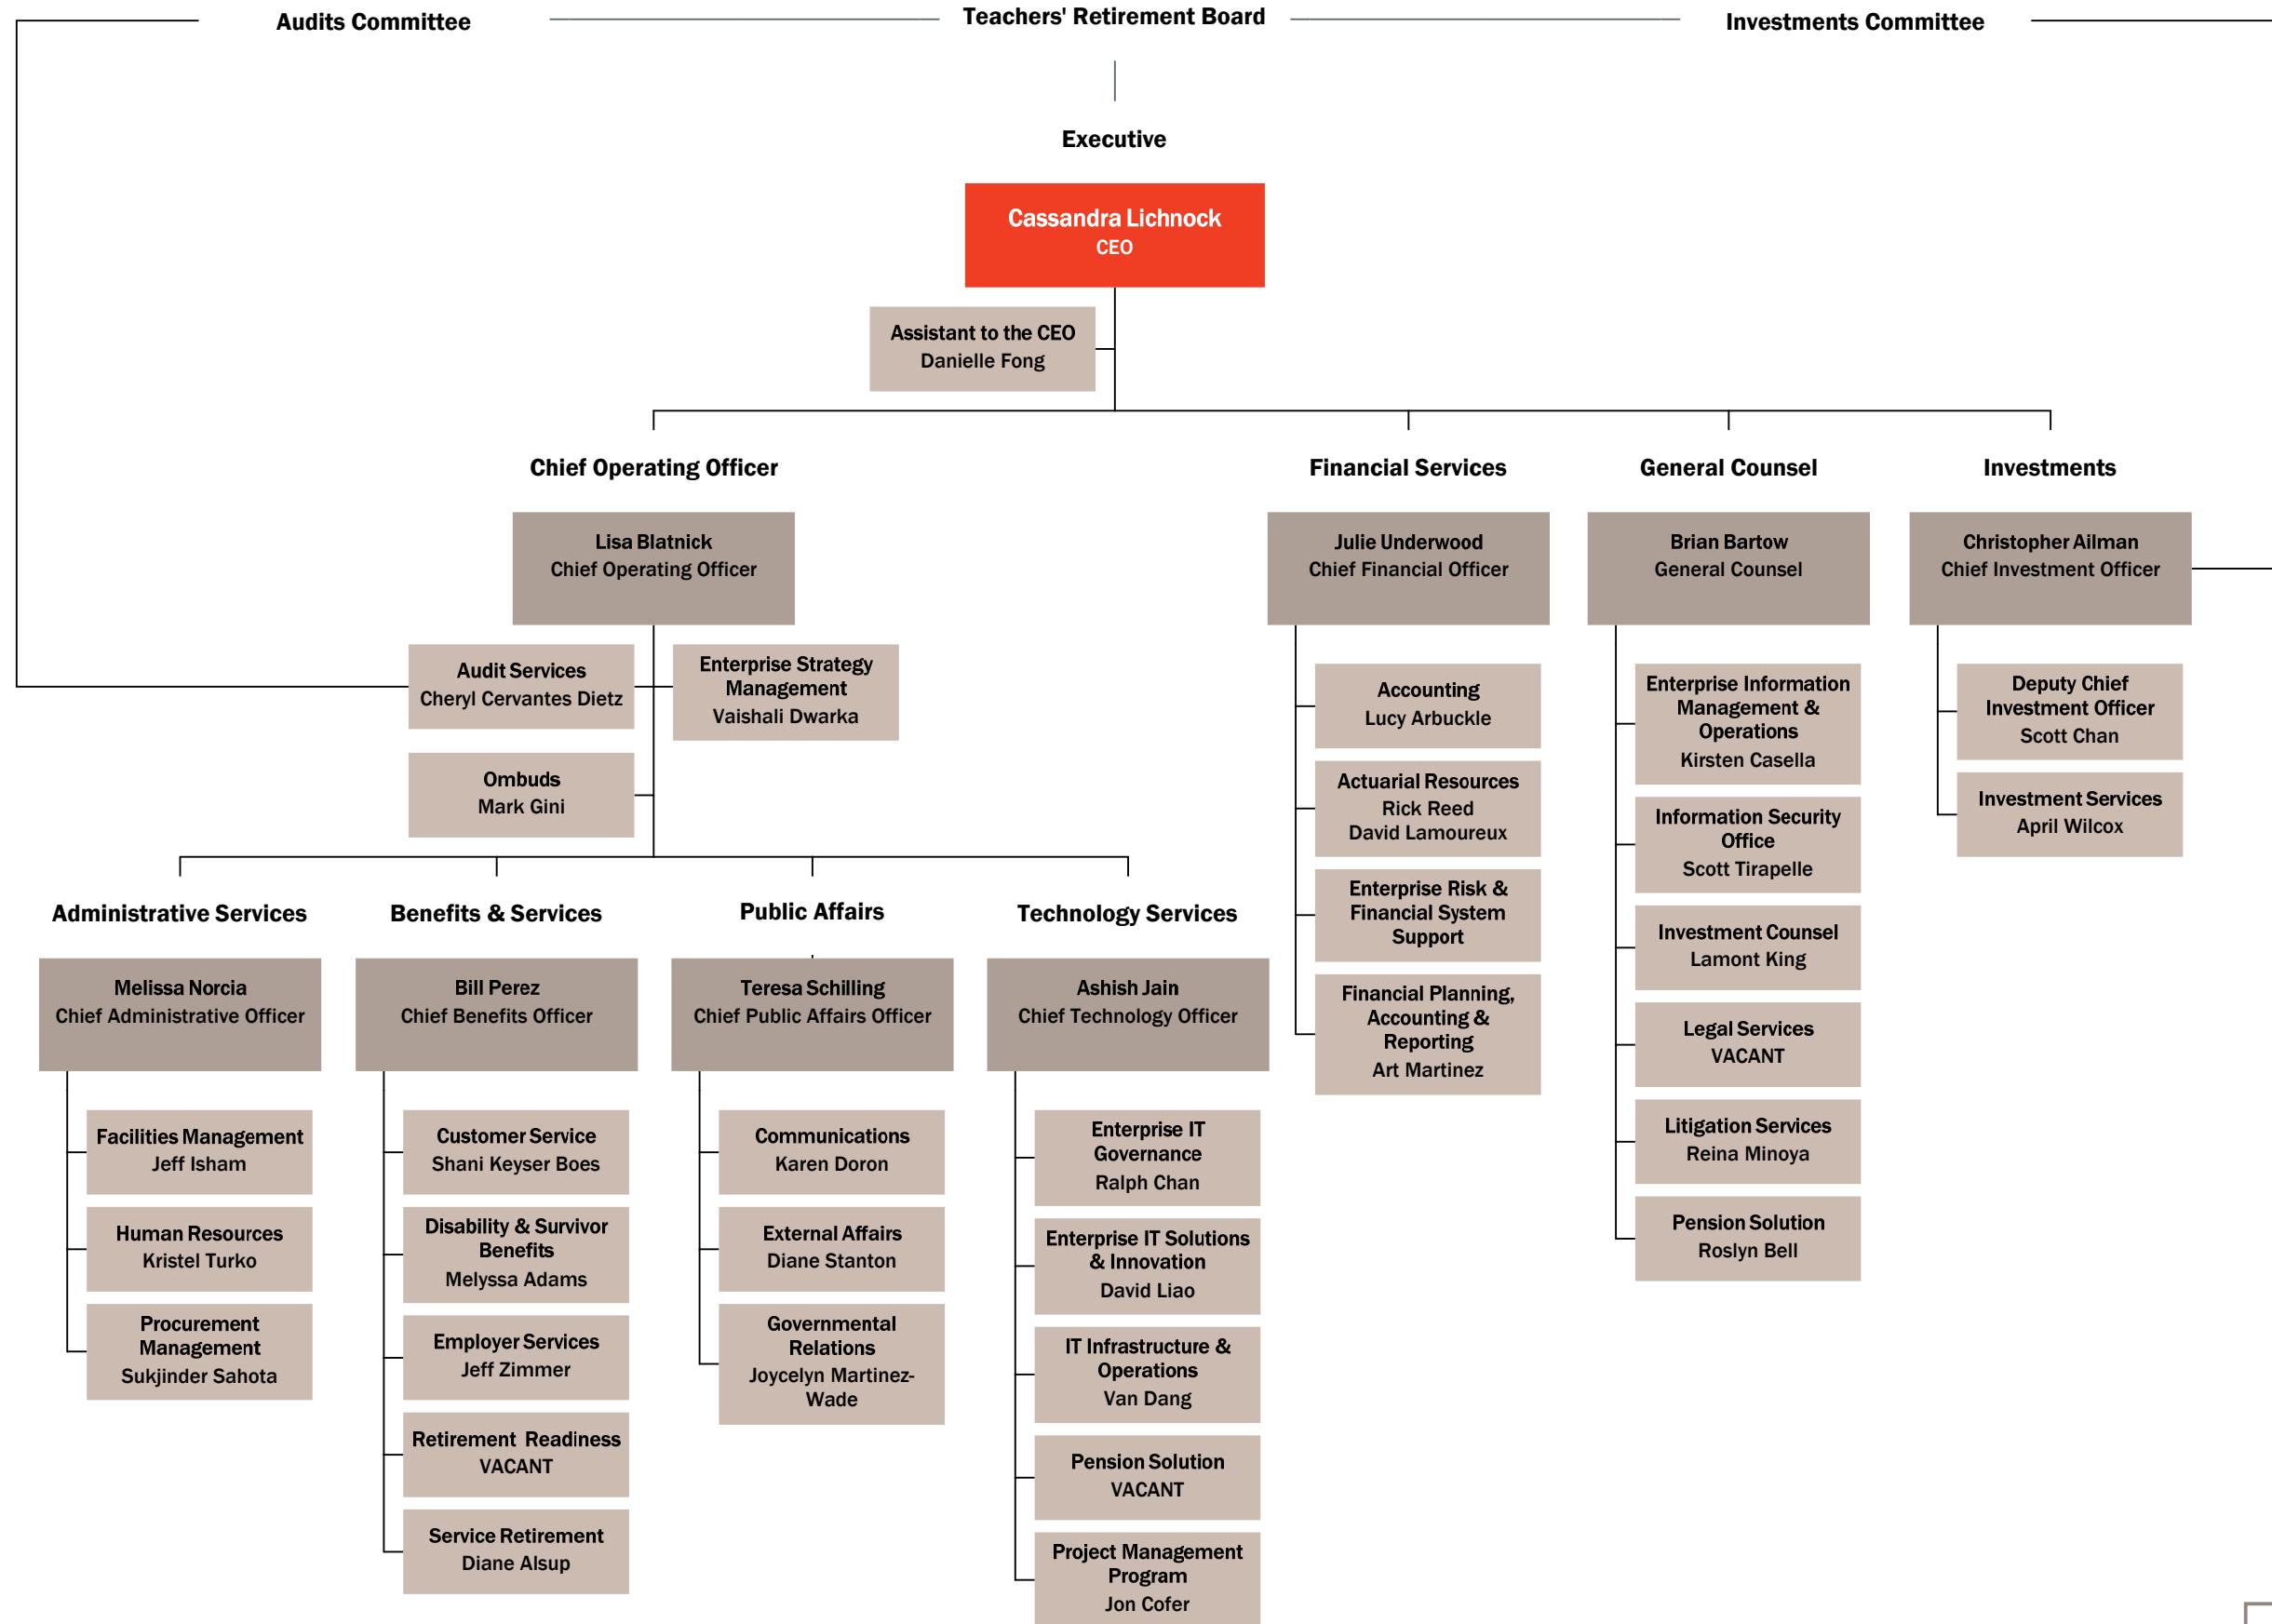 Audits Committee
Teachers' Retirement Board
Investments Committee
Executive
Cassandra Lichnock
CEO
Assistant to the CEO
Danielle Fong
Chief Operating Officer
Lisa Blatnick
Chief Operating Officer
Audit Services
Cheryl Cervantes Dietz
Enterprise Strategy
Management
Vaishali Dwarka
Ombuds
Mark Gini
Administrative Services
Melissa Norcia
Chief Administrative Officer
Facilities Management
Jeff Isham
Human Resources
Kristel Turko
Procurement
Management
Sukjinder Sahota
Benefits & Services
Bill Perez
Chief Benefits Officer
Customer Service
Shani Keyser Boes
Disability & Survivor
Benefits
Melyssa Adams
Employer Services
Jeff Zimmer
Retirement Readiness
VACANT
Service Retirement
Diane Alsup
Public Affairs
Teresa Schilling
Chief Public Affairs Officer
Communications
Karen Doron
External Affairs
Diane Stanton
Governmental
Relations
Joycelyn Martinez-
Wade
Technology Services
Ashish Jain
Chief Technology Officer
Enterprise IT
Governance
Ralph Chan
Enterprise IT Solutions
& Innovation
David Liao
IT Infrastructure &
Operations
Van Dang
Pension Solution
VACANT
Project Management
Program
Jon Cofer
Financial Services
Julie Underwood
Chief Financial Officer
Accounting
Lucy Arbuckle
Actuarial Resources
Rick Reed
David Lamoureux
Enterprise Risk &
Financial System
Support
Financial Planning,
Accounting &
Reporting
Art Martinez
General Counsel
Brian Bartow
General Counsel
Enterprise Information
Management &
Operations
Kirsten Casella
Information Security
Office
Scott Tirapelle
Investment Counsel
Lamont King
Legal Services
VACANT
Litigation Services
Reina Minoya
Pension Solution
Roslyn Bell
Investments
Christopher Ailman
Chief Investment Officer
Deputy Chief
Investment Officer
Scott Chan
Investment Services
April Wilcox